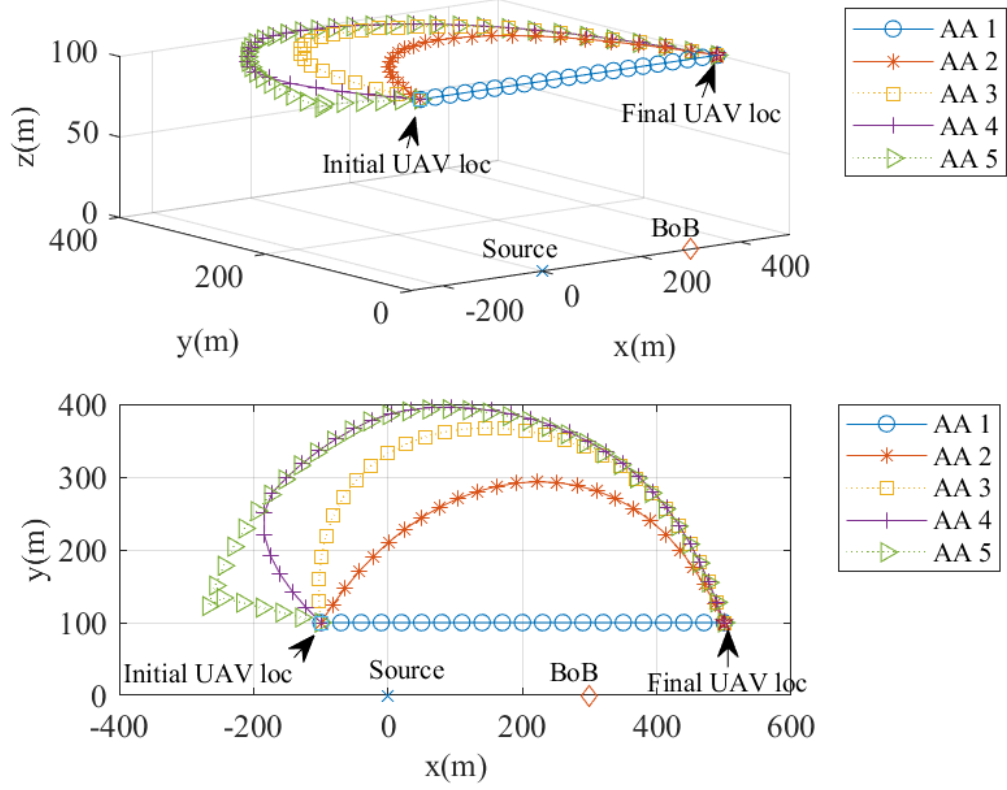 100
50
0
z(m)
400
200
0
y(m)
-200
0
200
400
x(m)
Initial UAV loc
Final UAV loc
Source
BoB
AA 1
AA 2
AA 3
AA 4
AA 5
400
300
200
100
0
y(m)
-400
-200
0
200
400
600
x(m)
Initial UAV loc
Source
BoB
Final UAV loc
AA 1
AA 2
AA 3
AA 4
AA 5